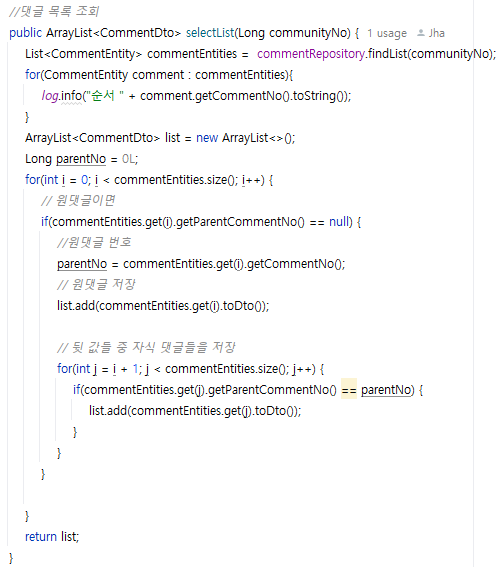 //댓글 목록 조회
public ArrayList<CommentDto> selectList(Long communityNo) { 1 usage Jha
List<CommentEntity> commentEntities = commentRepository.findList(communityNo);
for(CommentEntity comment : commentEntities){
log.info("순서 " + comment.getCommentNo().toString());
}
ArrayList<CommentDto> list = new ArrayList<>();
Long parentNo = 0L;
for(int i = 0; i < commentEntities.size(); i++) {
// 원댓글이면
if(commentEntities.get(i).getParentCommentNo() == null) {
//원댓글 번호
parentNo = commentEntities.get(i).getCommentNo();
// 원댓글 저장
list.add(commentEntities.get(i).toDto());
// 뒷 값들 중 자식 댓글들을 저장
for(int j = i + 1; j < commentEntities.size(); j++) {
if(commentEntities.get(j).getParentCommentNo() == parentNo) {
list.add(commentEntities.get(j).toDto());
}
}
}
}
return list;
}